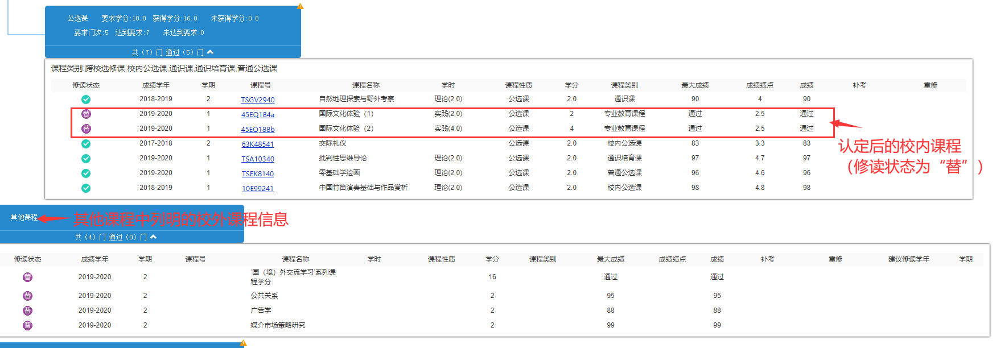 公选课 要求学分:10.0 获得学分:16.0 未获得学分:0.0
要求门次:5 达到要求:7 未达到要求:0
共（7）门 通过（5）门
课程类别:跨校选修课,校内公选课,通识课,通识培育课,普通公选课
修读状态 成绩学年 学期 课程号 课程名称 学时 课程性质 学分 课程类别 最大成绩 成绩绩点 成绩 补考 重修
2018-2019 2 TSGV2940 自然地理探索与野外考察 理论(2.0) 公选课 2.0 通识课 90 4 90
替 2019-2020 1 45EQ184a 国际文化体验（1） 实践(2.0) 公选课 2 专业教育课程 通过 2.5 通过
替 2019-2020 1 45EQ188b 国际文化体验（2） 实践(4.0) 公选课 4 专业教育课程 通过 2.5 通过
2017-2018 2 63K48541 交际礼仪 公选课 2.0 校内公选课 83 3.3 83
2019-2020 1 TSA10340 批判性思维导论 理论(2.0) 公选课 2.0 通识培育课 97 4.7 97
2019-2020 1 TSEK8140 零基础学绘画 理论(2.0) 公选课 2.0 普通公选课 96 4.6 96
2018-2019 1 10E99241 中国竹笛演奏基础与作品赏析 理论(2.0) 公选课 2.0 校内公选课 98 4.8 98
认定后的校内课程
（修读状态为“替”）
其他课程 其他课程中列明的校外课程信息
共（4）门 通过（0）门
修读状态 成绩学年 学期 课程号 课程名称 学时 课程性质 学分 课程类别 最大成绩 成绩绩点 成绩 补考 重修 建议修读学年 学期
替 2019-2020 2 '国（境）外交流学习'系列课 16 通过 通过
程学分
替 2019-2020 2 公共关系 2 95 95
替 2019-2020 2 广告学 2 88 88
替 2019-2020 2 媒介市场策略研究 2 99 99